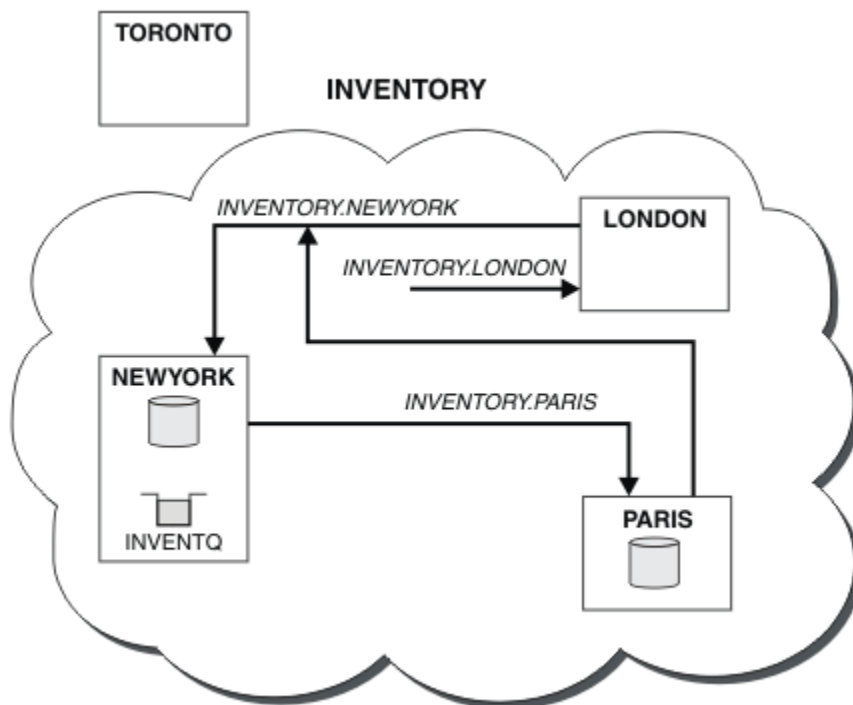 TORONTO
INVENTORY
INVENTORY.NEWYORK
LONDON
INVENTORY.LONDON
NEWYORK
INVENTORY.PARIS
PARIS
INVENTQ